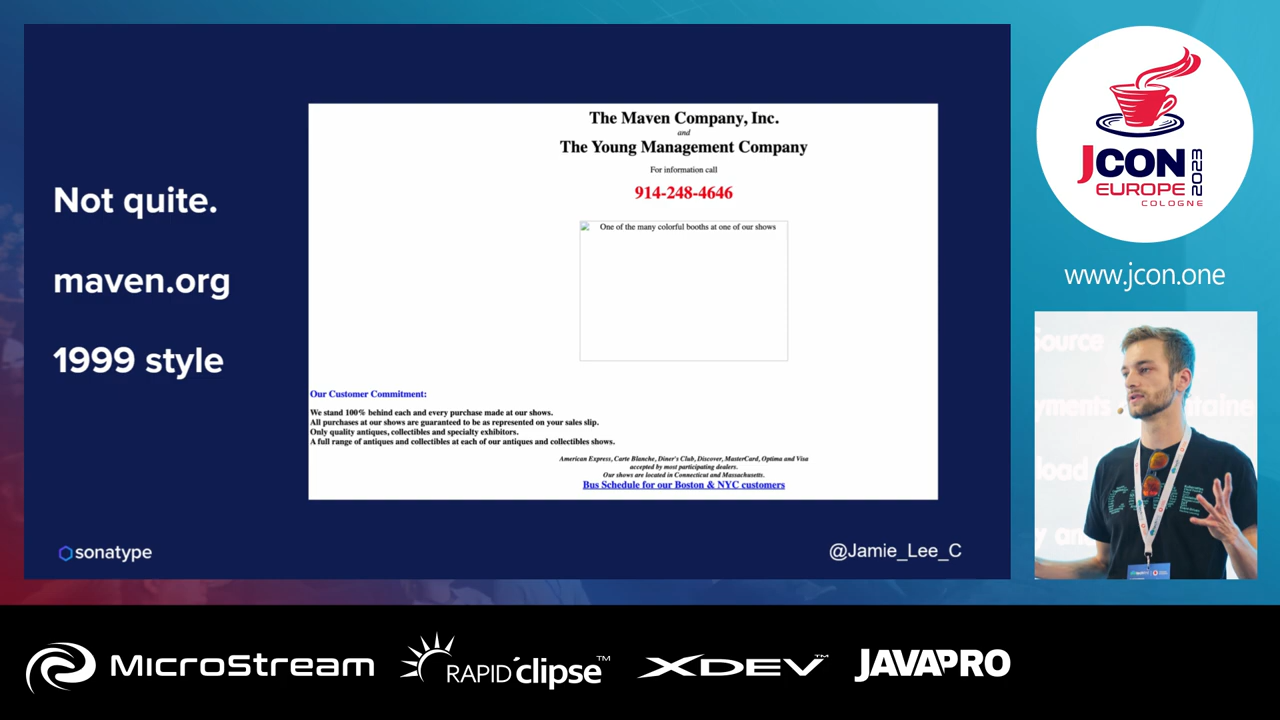 Not quite.
maven.org
1999 style
The Maven Company, Inc.
and
The Young Management Company
For information call
914-248-4646
One of the many colorful booths at one of our shows
Our Customer Commitment:
We stand 100% behind each and every purchase made at our shows.
All purchases at our shows are guaranteed to be as represented on your sales slip.
Only quality antiques, collectibles and specialty exhibitors.
A full range of antiques and collectibles at each of our antiques and collectibles shows.
American Express, Carte Blanche, Diner's Club, Discover, MasterCard, Optima and Visa
accepted by most participating dealers.
Our shows are located in Connecticut and Massachusetts.
Bus Schedule for our Boston & NYC customers
sonatype
@Jamie_Lee_C
JCON
EUROPE
2023
COLOGNE
www.jcon.one
Source
load
MicroStream
RAPIDclipse™
XDEV™
JAVAPRO